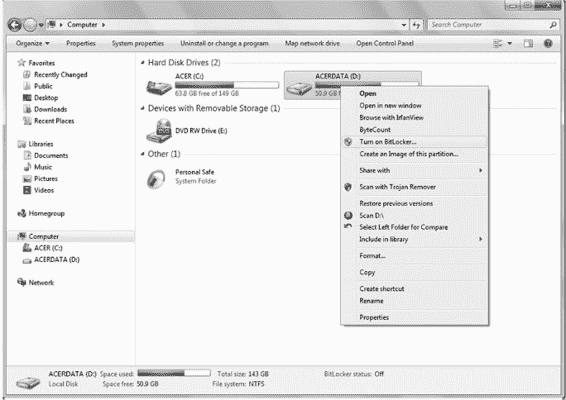 Computer
Search Computer
Organize
Properties
System properties
Uninstall or change a program
Map network drive
Open Control Panel
Favorites
Recently Changed
Public
Desktop
Downloads
Recent Places
Libraries
Documents
Music
Pictures
Videos
Homegroup
Computer
ACER (C:)
ACERDATA (D:)
Network
Hard Disk Drives (2)
ACER (C:)
63.8 GB free of 149 GB
ACERDATA (D:)
50.9 GB
Devices with Removable Storage (1)
DVD RW Drive (E:)
Other (1)
Personal Safe
System Folder
Open
Open in new window
Browse with IrfanView
ByteCount
Turn on BitLocker...
Create an Image of this partition...
Share with
Scan with Trojan Remover
Restore previous versions
Scan D:\
Select Left Folder for Compare
Include in library
Format...
Copy
Create shortcut
Rename
Properties
ACERDATA (D:) Space used: Total size: 143 GB BitLocker status: Off
Local Disk Space free: 50.9 GB File system: NTFS